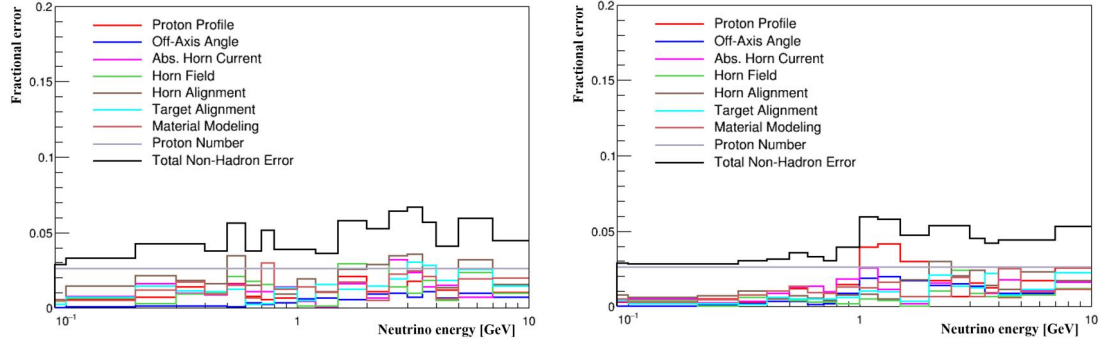 Fractional error
0.2
0.15
0.1
0.05
0
Proton Profile
Off-Axis Angle
Abs. Horn Current
Horn Field
Horn Alignment
Target Alignment
Material Modeling
Proton Number
Total Non-Hadron Error
10⁻¹
1
10
Neutrino energy [GeV]
Fractional error
0.2
0.15
0.1
0.05
0
Proton Profile
Off-Axis Angle
Abs. Horn Current
Horn Field
Horn Alignment
Target Alignment
Material Modeling
Proton Number
Total Non-Hadron Error
10⁻¹
1
10
Neutrino energy [GeV]